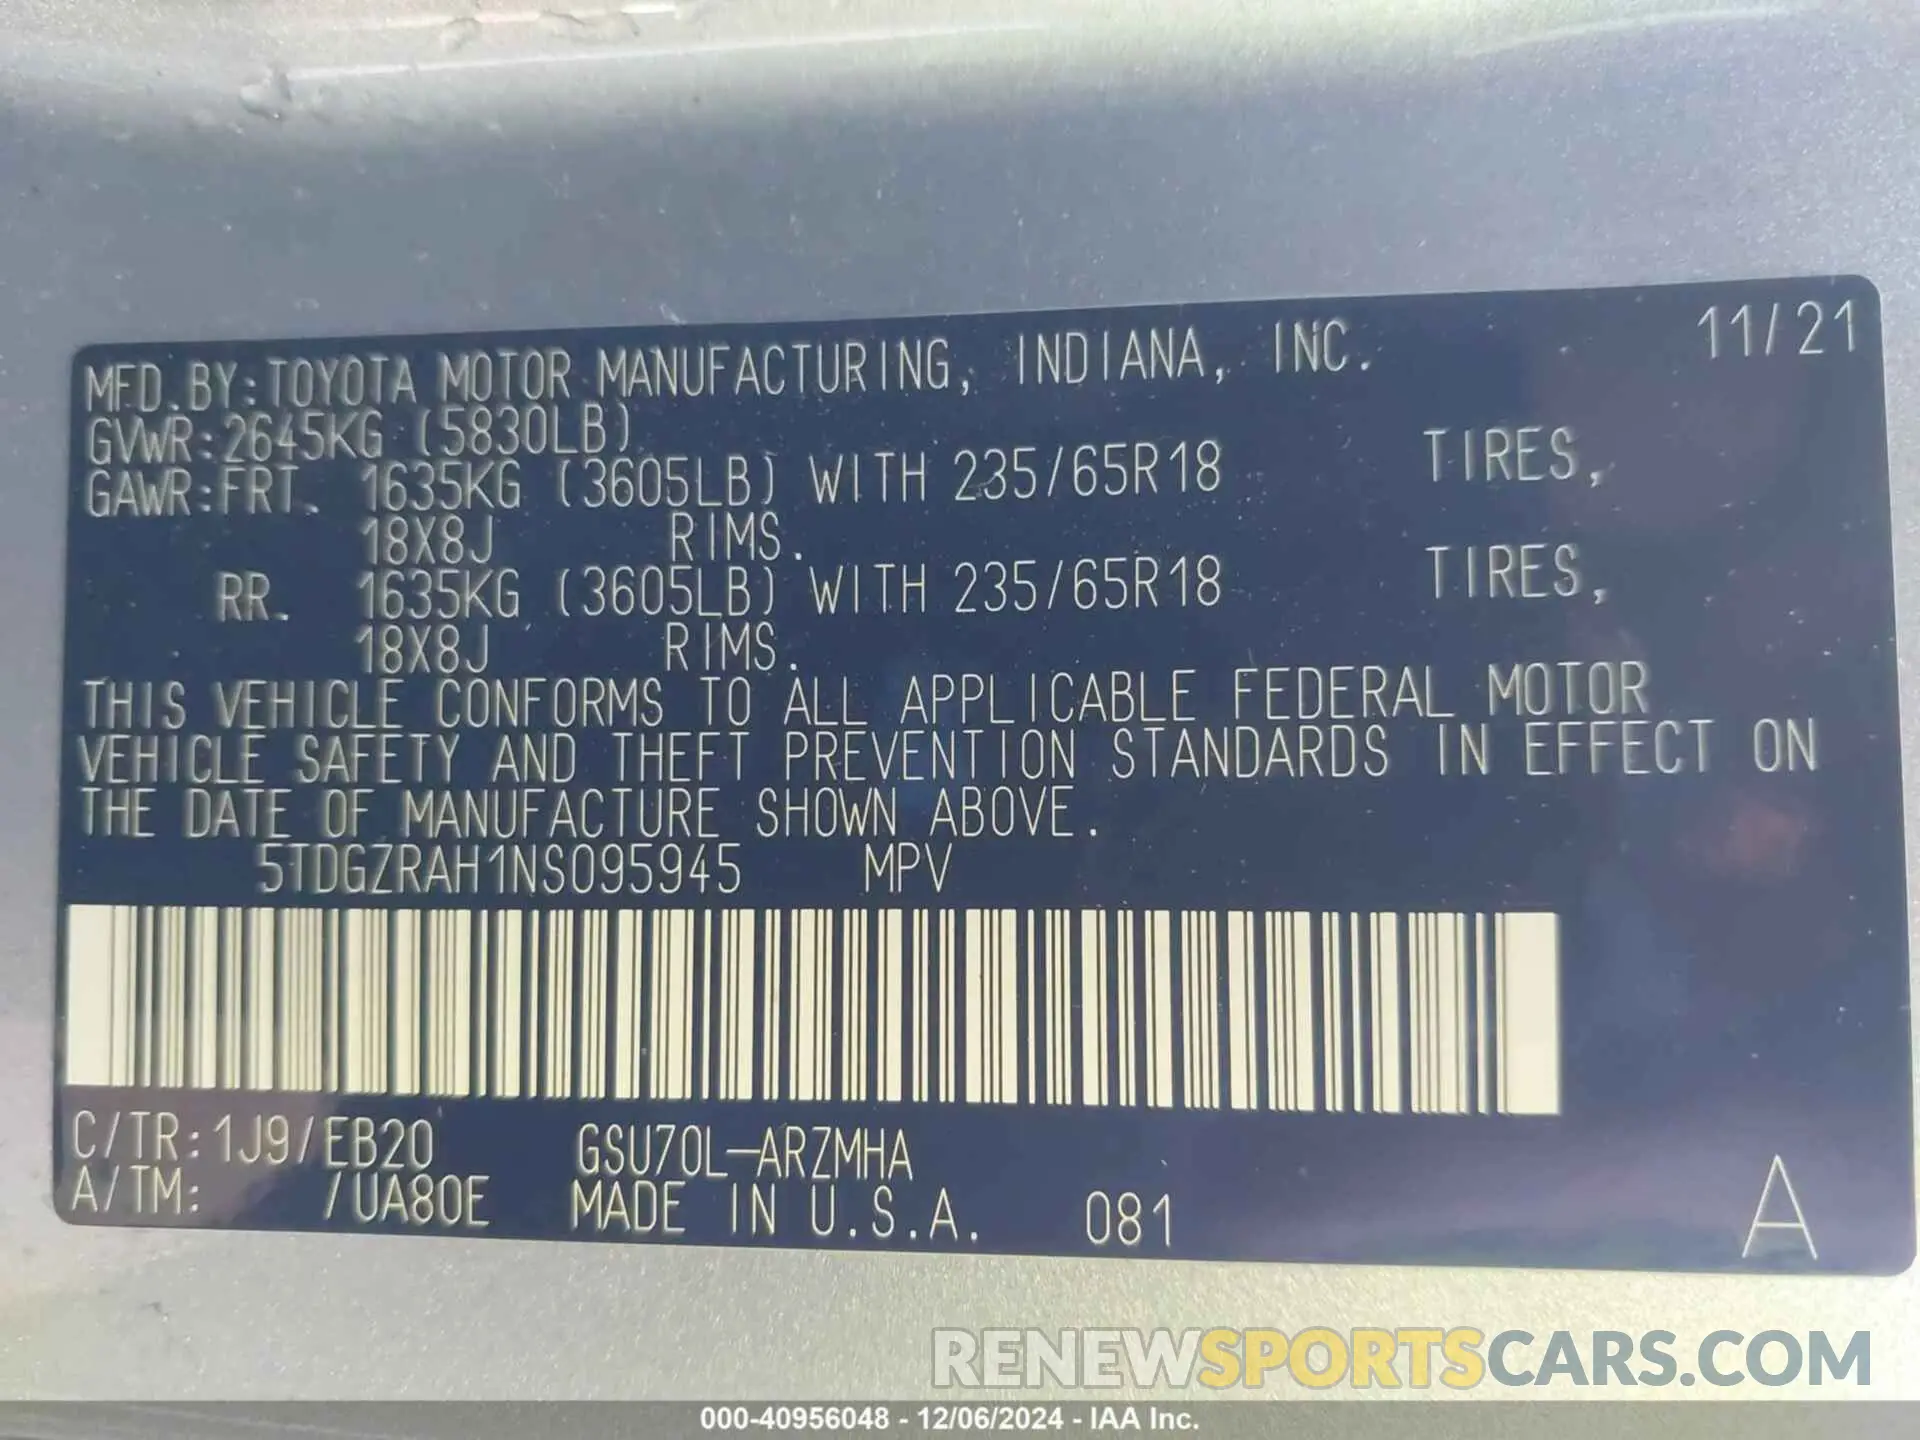 11/21
MFD.BY:TOYOTA MOTOR MANUFACTURING, INDIANA, INC.
GVWR:2645KG (5830LB)
GAWR:FRT. 1635KG (3605LB) WITH 235/65R18 TIRES,
18X8J RIMS.
RR. 1635KG (3605LB) WITH 235/65R18 TIRES,
18X8J RIMS.
THIS VEHICLE CONFORMS TO ALL APPLICABLE FEDERAL MOTOR
VEHICLE SAFETY AND THEFT PREVENTION STANDARDS IN EFFECT ON
THE DATE OF MANUFACTURE SHOWN ABOVE.
5TDGZRAH1NS095945 MPV
C/TR:1J9/EB20 GSU70L-ARZMHA
A/TM: /UA80E MADE IN U.S.A. 081 A
RENEWSPORTSCARS.COM
000-40956048 - 12/06/2024 - IAA Inc.